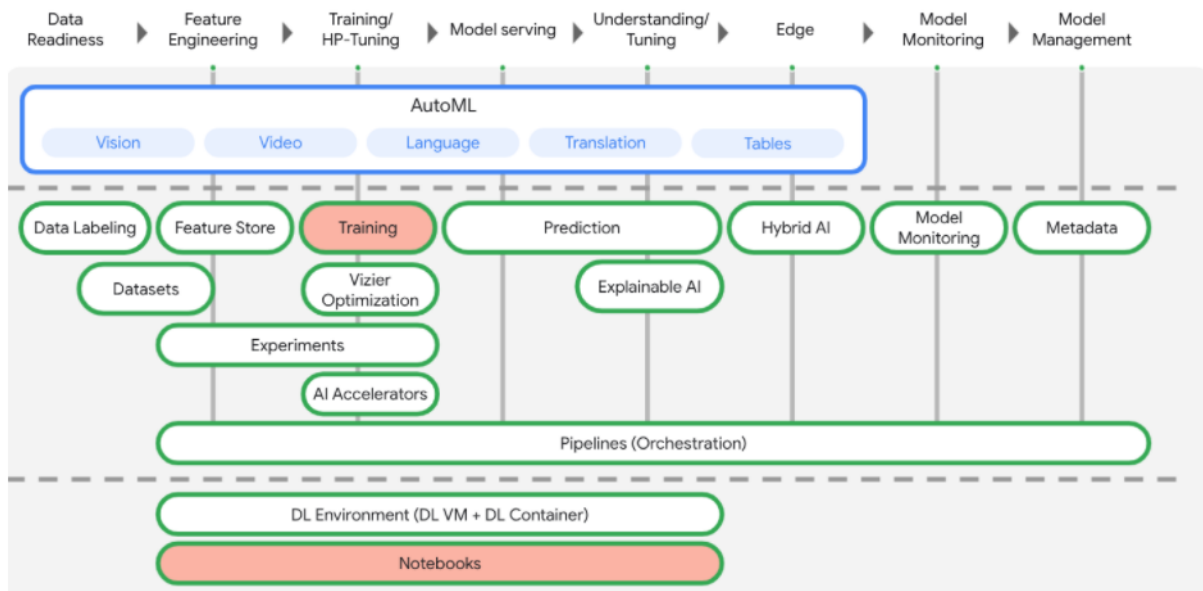 Data
Readiness
Feature
Engineering
Training/
HP-Tuning
Model serving
Understanding/
Tuning
Edge
Model
Monitoring
Model
Management
AutoML
Vision
Video
Language
Translation
Tables
Data Labeling
Feature Store
Training
Prediction
Hybrid AI
Model
Monitoring
Metadata
Datasets
Vizier
Optimization
Explainable AI
Experiments
AI Accelerators
Pipelines (Orchestration)
DL Environment (DL VM + DL Container)
Notebooks